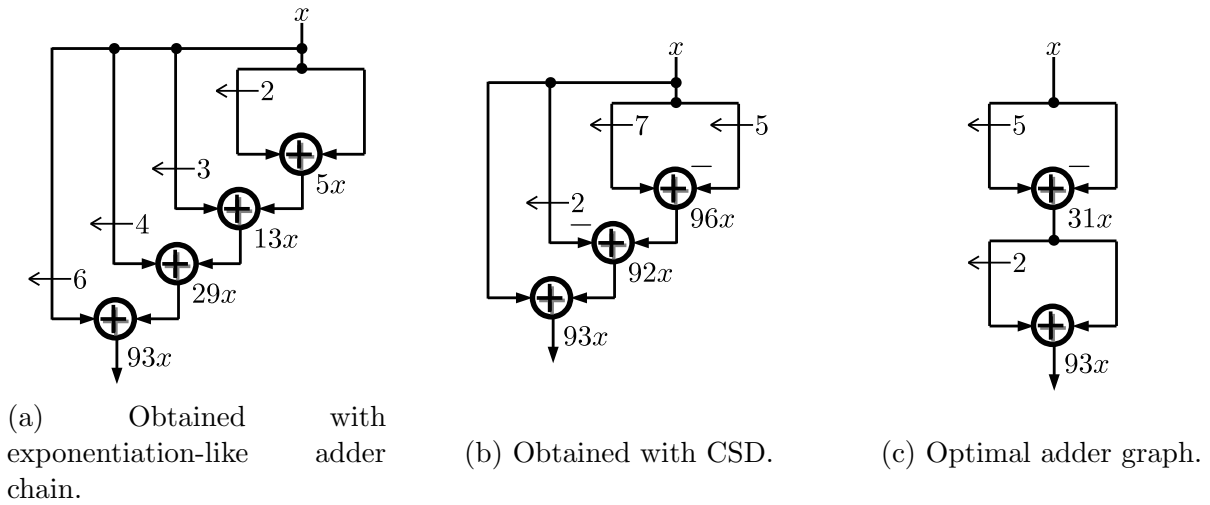 x
2
3
5x
4
13x
6
29x
93x
(a) Obtained with
exponentiation-like adder
chain.
x
7 5
−
2 96x
−
92x
93x
(b) Obtained with CSD.
x
5
−
31x
2
93x
(c) Optimal adder graph.